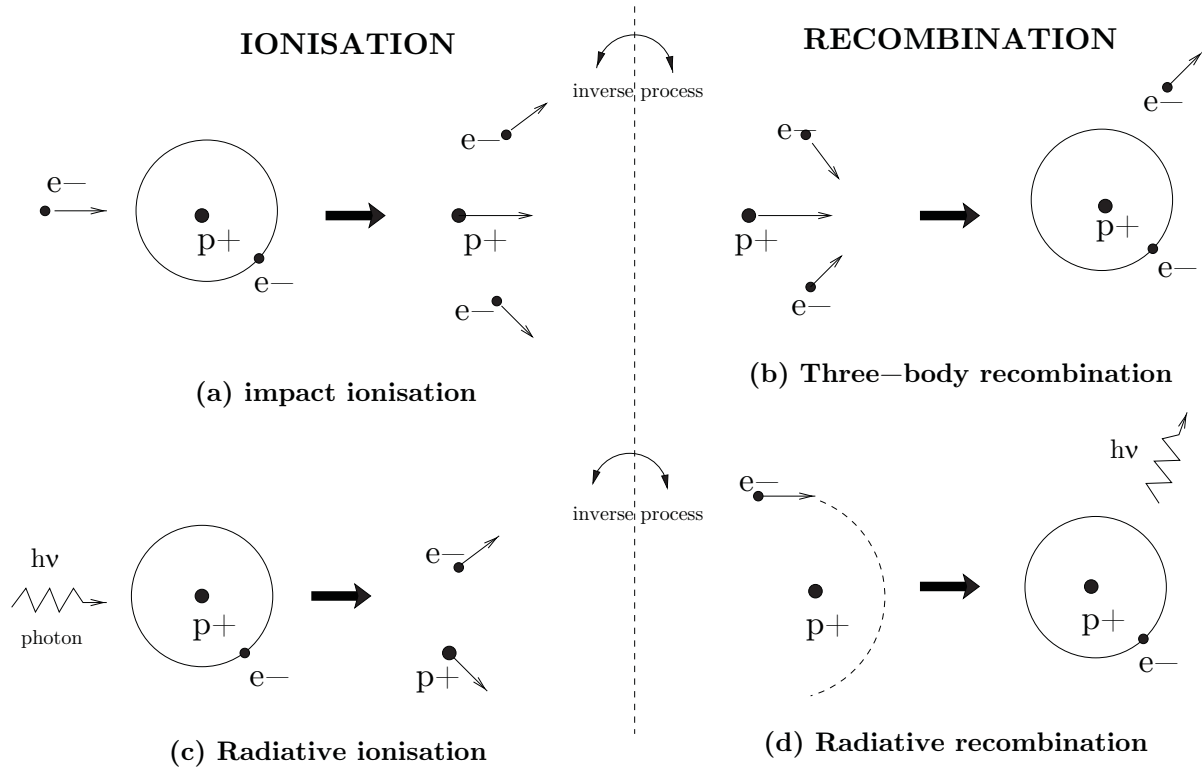 IONISATION
RECOMBINATION
inverse process
e−
e−
p+
e−
e−
p+
e−
(a) impact ionisation
e−
p+
e−
e−
p+
e−
(b) Three−body recombination
inverse process
hν
photon
p+
e−
e−
p+
(c) Radiative ionisation
e−
p+
hν
p+
e−
(d) Radiative recombination